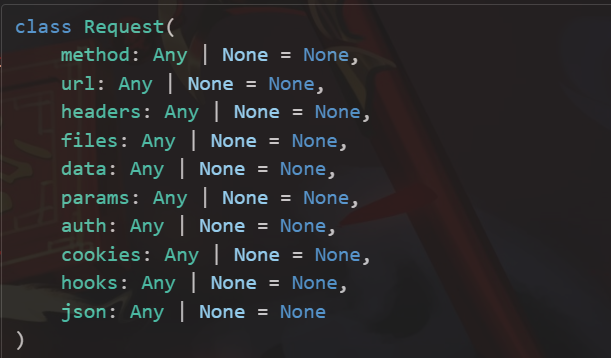 class Request(
    method: Any | None = None,
    url: Any | None = None,
    headers: Any | None = None,
    files: Any | None = None,
    data: Any | None = None,
    params: Any | None = None,
    auth: Any | None = None,
    cookies: Any | None = None,
    hooks: Any | None = None,
    json: Any | None = None
)